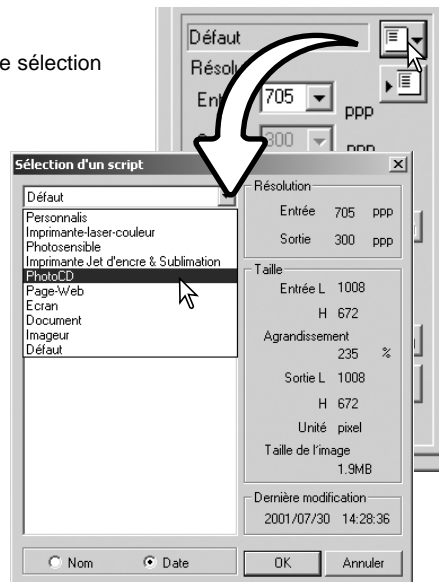 e sélection
Défaut
Résolu
Ent
705
ppp
300
ppp
Sélection d'un script
Défaut
Personnalis
Imprimante-laser-couleur
Photosensible
Imprimante Jet d'encre & Sublimation
PhotoCD
Page-Web
Ecran
Document
Imageur
Défaut
Résolution
Entrée 705 ppp
Sortie 300 ppp
Taille
Entrée L 1008
H 672
Agrandissement
235 %
Sortie L 1008
H 672
Unité pixel
Taille de l'image
1.9MB
Dernière modification
2001/07/30 14:28:36
Nom Date
OK Annuler